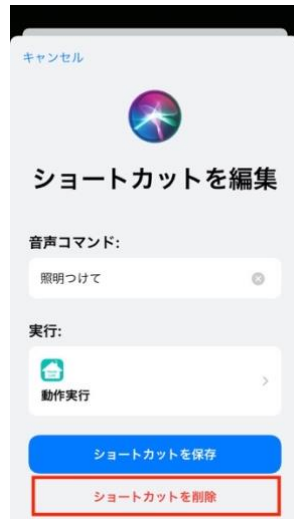 キャンセル
ショートカットを編集
音声コマンド:
照明つけて
実行:
動作実行
ショートカットを保存
ショートカットを削除